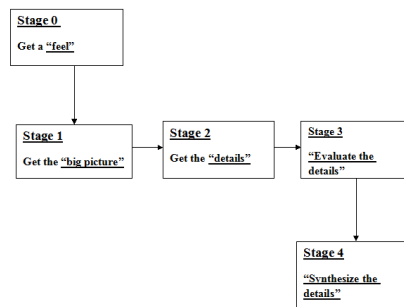 Stage 0
Get a “feel”
Stage 1
Get the “big picture”
Stage 2
Get the “details”
Stage 3
“Evaluate the
details”
Stage 4
“Synthesize the
details”